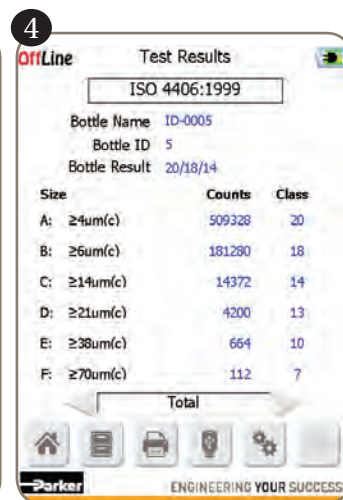 4
OffLine Test Results
ISO 4406:1999
Bottle Name ID-0005
Bottle ID 5
Bottle Result 20/18/14
Size Counts Class
A: ≥4um(c) 509328 20
B: ≥6um(c) 181280 18
C: ≥14um(c) 14372 14
D: ≥21um(c) 4200 13
E: ≥38um(c) 664 10
F: ≥70um(c) 112 7
Total
Parker ENGINEERING YOUR SUCCESS